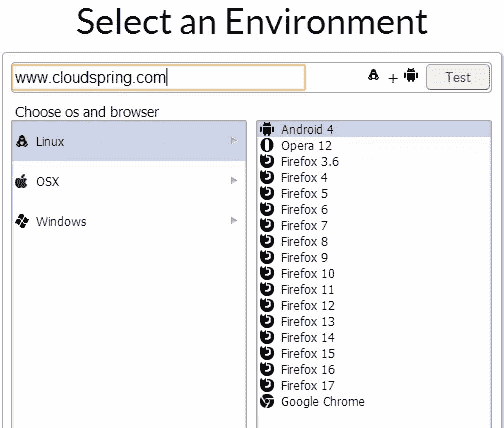 Select an Environment
www.cloudspring.com
+
Test
Choose os and browser
Linux
OSX
Windows
Android 4
Opera 12
Firefox 3.6
Firefox 4
Firefox 5
Firefox 6
Firefox 7
Firefox 8
Firefox 9
Firefox 10
Firefox 11
Firefox 12
Firefox 13
Firefox 14
Firefox 15
Firefox 16
Firefox 17
Google Chrome